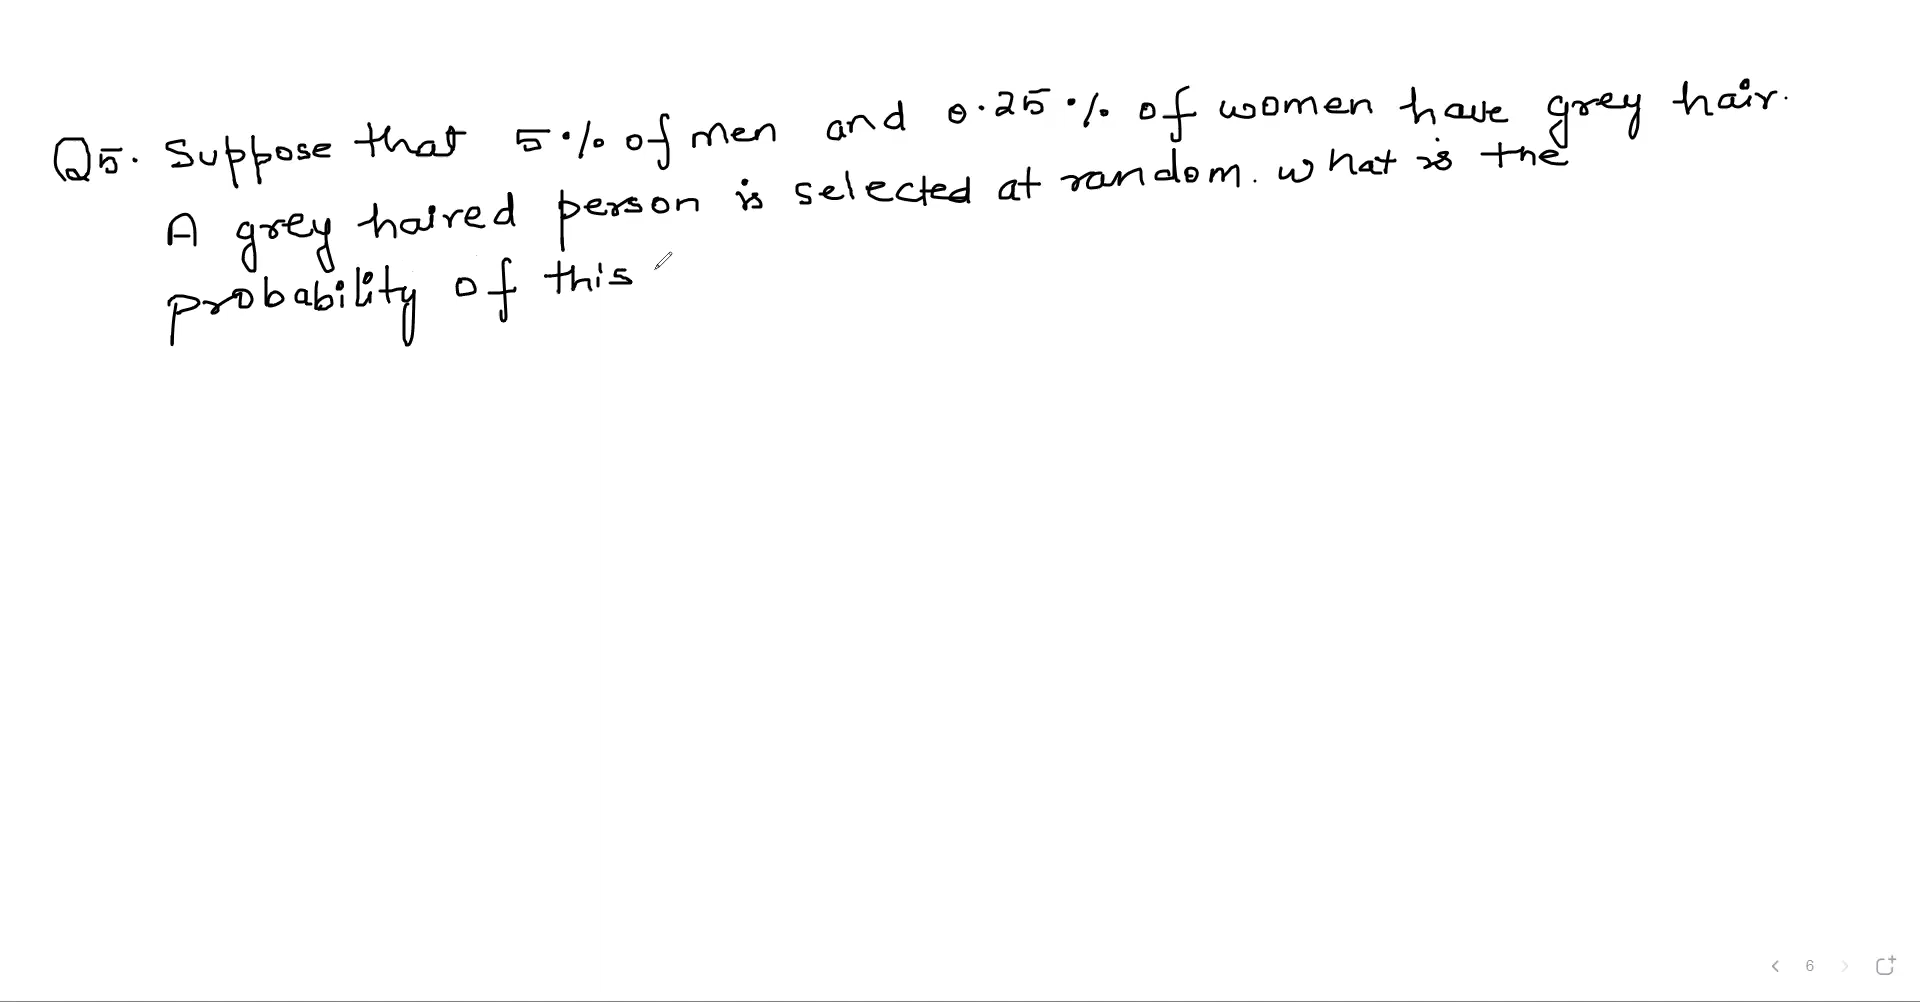 Q5. Suppose that 5% of men and 0.25% of women have grey hair.
A grey haired person is selected at random. What is the
probability of this
6